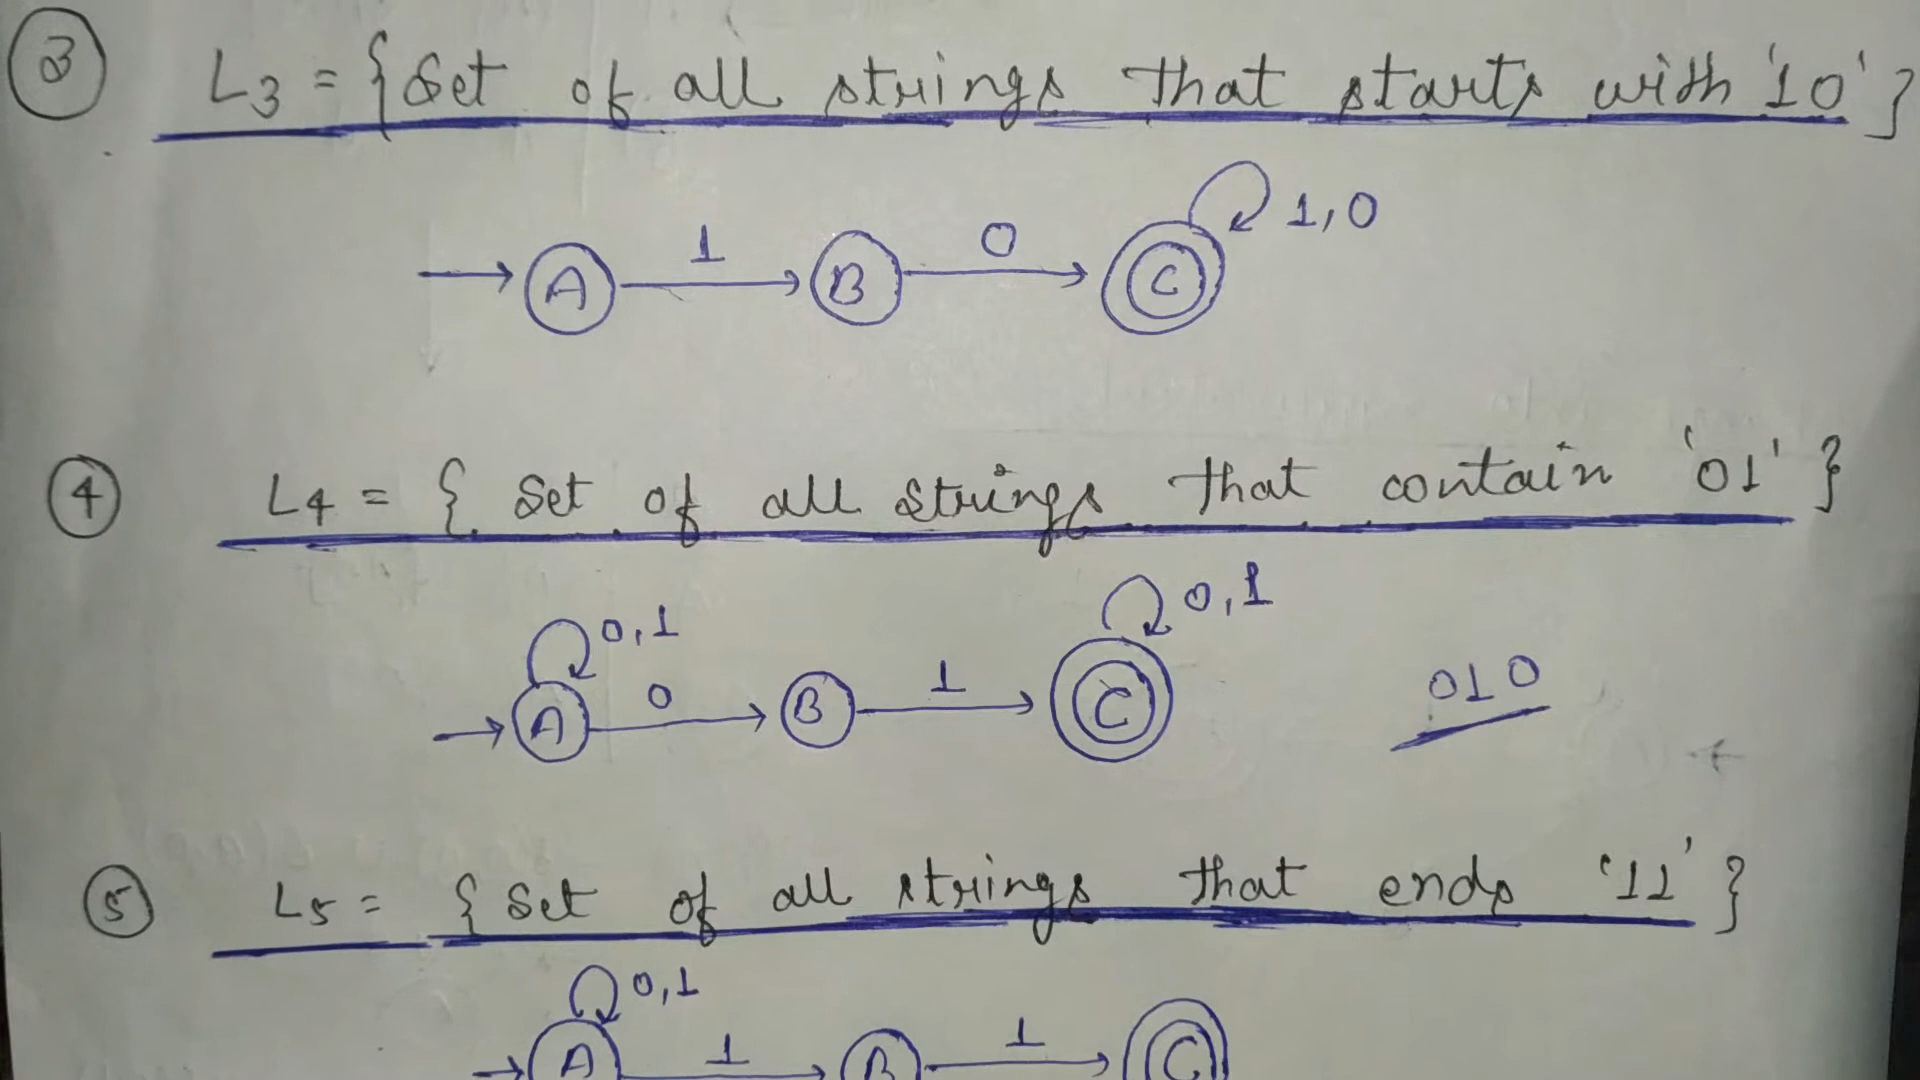 ③ L3 = { Set of all strings that starts with '10' }
1,0
1 0
A B C
④ L4 = { Set of all strings that contain '01' }
0,1 0,1
0 1 010
A B C
⑤ L5 = { Set of all strings that ends '11' }
0,1
1 1
A B C